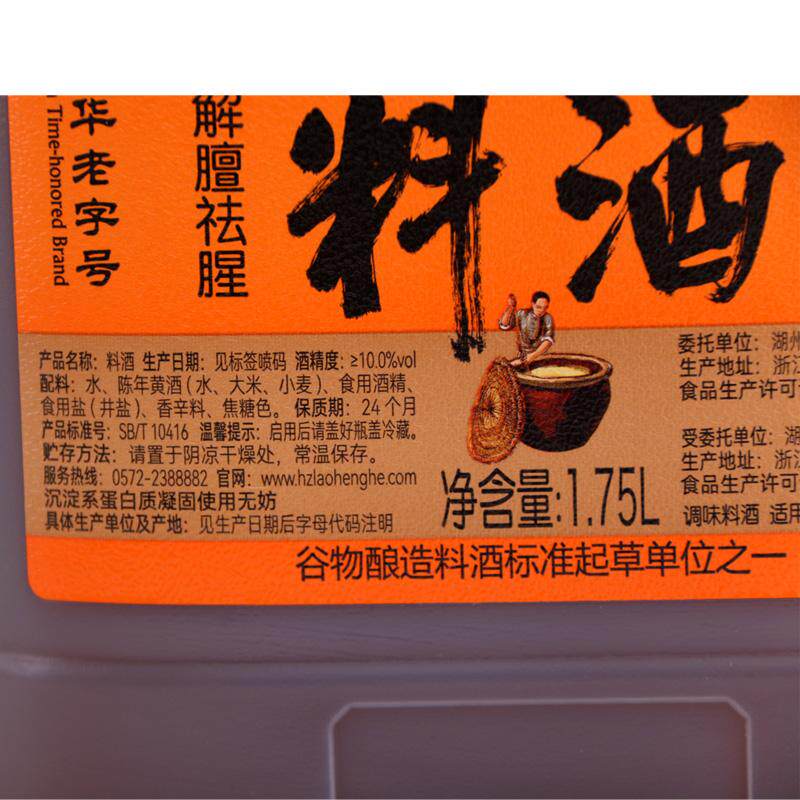 华老字号
Time-honored Brand
解膻祛腥
料酒
产品名称：料酒 生产日期：见标签喷码 酒精度：≥10.0%vol
配料：水、陈年黄酒（水、大米、小麦）、食用酒精、
食用盐（井盐）、香辛料、焦糖色。保质期：24个月
产品标准号：SB/T 10416 温馨提示：启用后请盖好瓶盖冷藏。
贮存方法：请置于阴凉干燥处，常温保存。
服务热线：0572-2388882 官网：www.hzlaohenghe.com
沉淀系蛋白质凝固使用无妨
具体生产单位及产地：见生产日期后字母代码注明
净含量:1.75L
委托单位：湖州
生产地址：浙江
食品生产许可
受委托单位：湖
生产地址：浙江
食品生产许可
调味料酒 适用
谷物酿造料酒标准起草单位之一